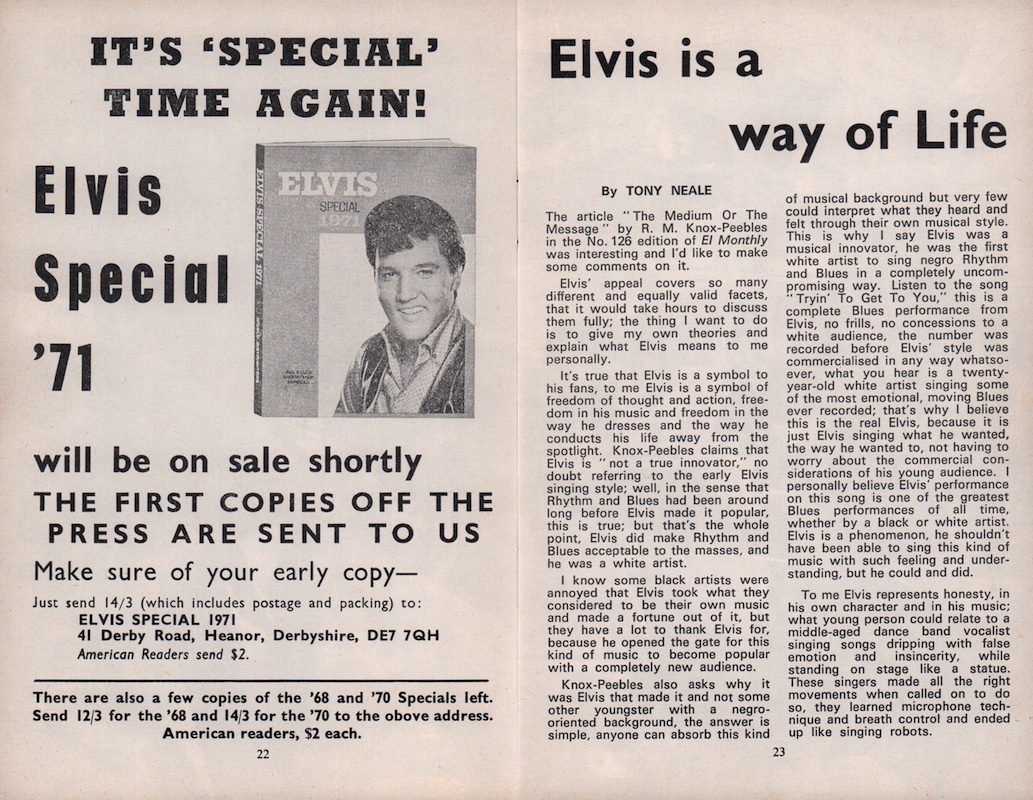 IT'S 'SPECIAL'
TIME AGAIN!
Elvis
Special
'71
ELVIS SPECIAL 1971
ELVIS
SPECIAL
1971
will be on sale shortly
THE FIRST COPIES OFF THE
PRESS ARE SENT TO US
Make sure of your early copy—
Just send 14/3 (which includes postage and packing) to:
ELVIS SPECIAL 1971
41 Derby Road, Heanor, Derbyshire, DE7 7QH
American Readers send $2.
There are also a few copies of the '68 and '70 Specials left.
Send 12/3 for the '68 and 14/3 for the '70 to the obove address.
American readers, $2 each.
22
Elvis is a
way of Life
By TONY NEALE
The article "The Medium Or The
Message" by R. M. Knox-Peebles
in the No. 126 edition of El Monthly
was interesting and I'd like to make
some comments on it.
Elvis' appeal covers so many
different and equally valid facets,
that it would take hours to discuss
them fully; the thing I want to do
is to give my own theories and
explain what Elvis means to me
personally.
It's true that Elvis is a symbol to
his fans, to me Elvis is a symbol of
freedom of thought and action, free-
dom in his music and freedom in the
way he dresses and the way he
conducts his life away from the
spotlight. Knox-Peebles claims that
Elvis is "not a true innovator," no
doubt referring to the early Elvis
singing style; well, in the sense that
Rhythm and Blues had been around
long before Elvis made it popular,
this is true; but that's the whole
point, Elvis did make Rhythm and
Blues acceptable to the masses, and
he was a white artist.
I know some black artists were
annoyed that Elvis took what they
considered to be their own music
and made a fortune out of it, but
they have a lot to thank Elvis for,
because he opened the gate for this
kind of music to become popular
with a completely new audience.
Knox-Peebles also asks why it
was Elvis that made it and not some
other youngster with a negro-
oriented background, the answer is
simple, anyone can absorb this kind
of musical background but very few
could interpret what they heard and
felt through their own musical style.
This is why I say Elvis was a
musical innovator, he was the first
white artist to sing negro Rhythm
and Blues in a completely uncom-
promising way. Listen to the song
"Tryin' To Get To You," this is a
complete Blues performance from
Elvis, no frills, no concessions to a
white audience, the number was
recorded before Elvis' style was
commercialised in any way whatso-
ever, what you hear is a twenty-
year-old white artist singing some
of the most emotional, moving Blues
ever recorded; that's why I believe
this is the real Elvis, because it is
just Elvis singing what he wanted,
the way he wanted to, not having to
worry about the commercial con-
siderations of his young audience. I
personally believe Elvis' performance
on this song is one of the greatest
Blues performances of all time,
whether by a black or white artist.
Elvis is a phenomenon, he shouldn't
have been able to sing this kind of
music with such feeling and under-
standing, but he could and did.
To me Elvis represents honesty, in
his own character and in his music;
what young person could relate to a
middle-aged dance band vocalist
singing songs dripping with false
emotion and insincerity, while
standing on stage like a statue.
These singers made all the right
movements when called on to do
so, they learned microphone tech-
nique and breath control and ended
up like singing robots.
23